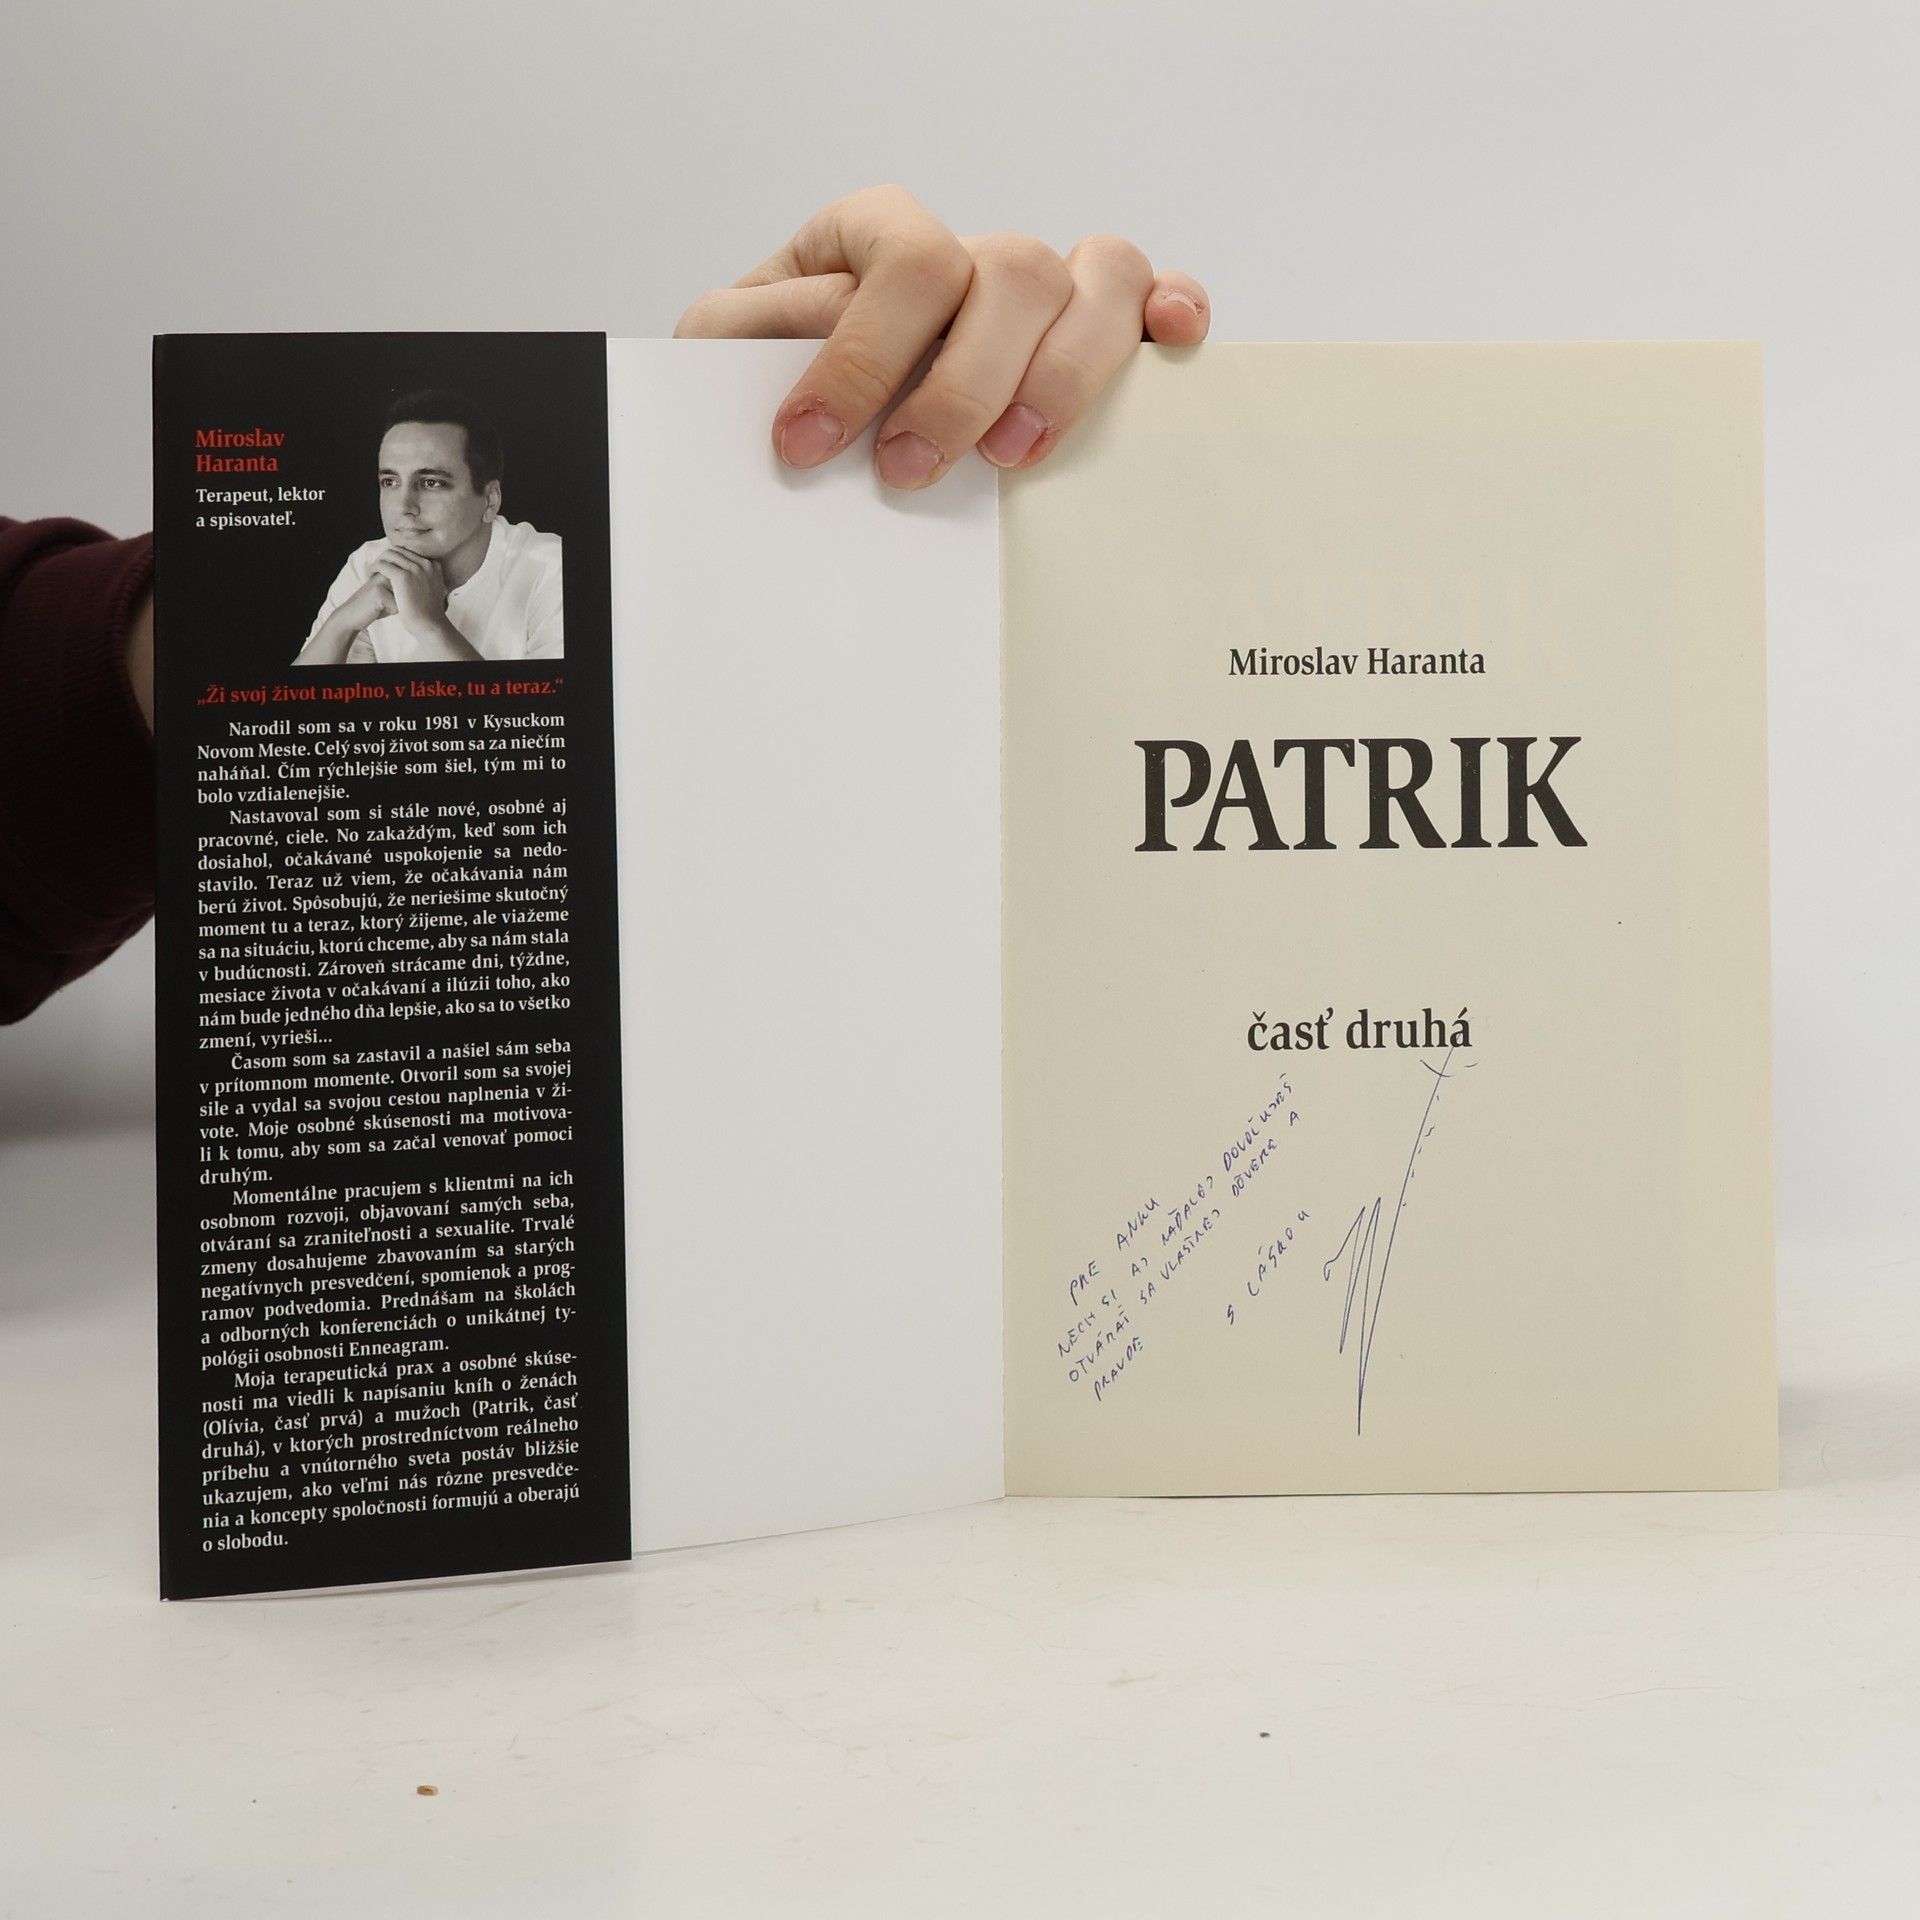 Miroslav
Haranta
Terapeut, lektor
a spisovateľ.
„Ži svoj život naplno, v láske, tu a teraz.“
Narodil som sa v roku 1981 v Kysuckom
Novom Meste. Celý svoj život som sa za niečím
naháňal. Čím rýchlejšie som šiel, tým mi to
bolo vzdialenejšie.
Nastavoval som si stále nové, osobné aj
pracovné, ciele. No zakaždým, keď som ich
dosiahol, očakávané uspokojenie sa nedo-
stavilo. Teraz už viem, že očakávania nám
berú život. Spôsobujú, že neriešime skutočný
moment tu a teraz, ktorý žijeme, ale viažeme
sa na situáciu, ktorú chceme, aby sa nám stala
v budúcnosti. Zároveň strácame dni, týždne,
mesiace života v očakávaní a ilúzii toho, ako
nám bude jedného dňa lepšie, ako sa to všetko
zmení, vyrieši...
Časom som sa zastavil a našiel sám seba
v prítomnom momente. Otvoril som sa svojej
sile a vydal sa svojou cestou naplnenia v ži-
vote. Moje osobné skúsenosti ma motivova-
li k tomu, aby som sa začal venovať pomoci
druhým.
Momentálne pracujem s klientmi na ich
osobnom rozvoji, objavovaní samých seba,
otváraní sa zraniteľnosti a sexualite. Trvalé
zmeny dosahujeme zbavovaním sa starých
negatívnych presvedčení, spomienok a prog-
ramov podvedomia. Prednášam na školách
a odborných konferenciách o unikátnej ty-
pológii osobnosti Enneagram.
Moja terapeutická prax a osobné skúse-
nosti ma viedli k napísaniu kníh o ženách
(Olívia, časť prvá) a mužoch (Patrik, časť
druhá), v ktorých prostredníctvom reálneho
príbehu a vnútorného sveta postáv bližšie
ukazujem, ako veľmi nás rôzne presvedče-
nia a koncepty spoločnosti formujú a oberajú
o slobodu.
Miroslav Haranta
PATRIK
časť druhá
PRE ANKU
NECH SI AJ NAĎALEJ DOVOĽUJEŠ
OTVÁRAŤ SA VLASTNEJ DÔVERE A
PRAVDE
S LÁSKOU